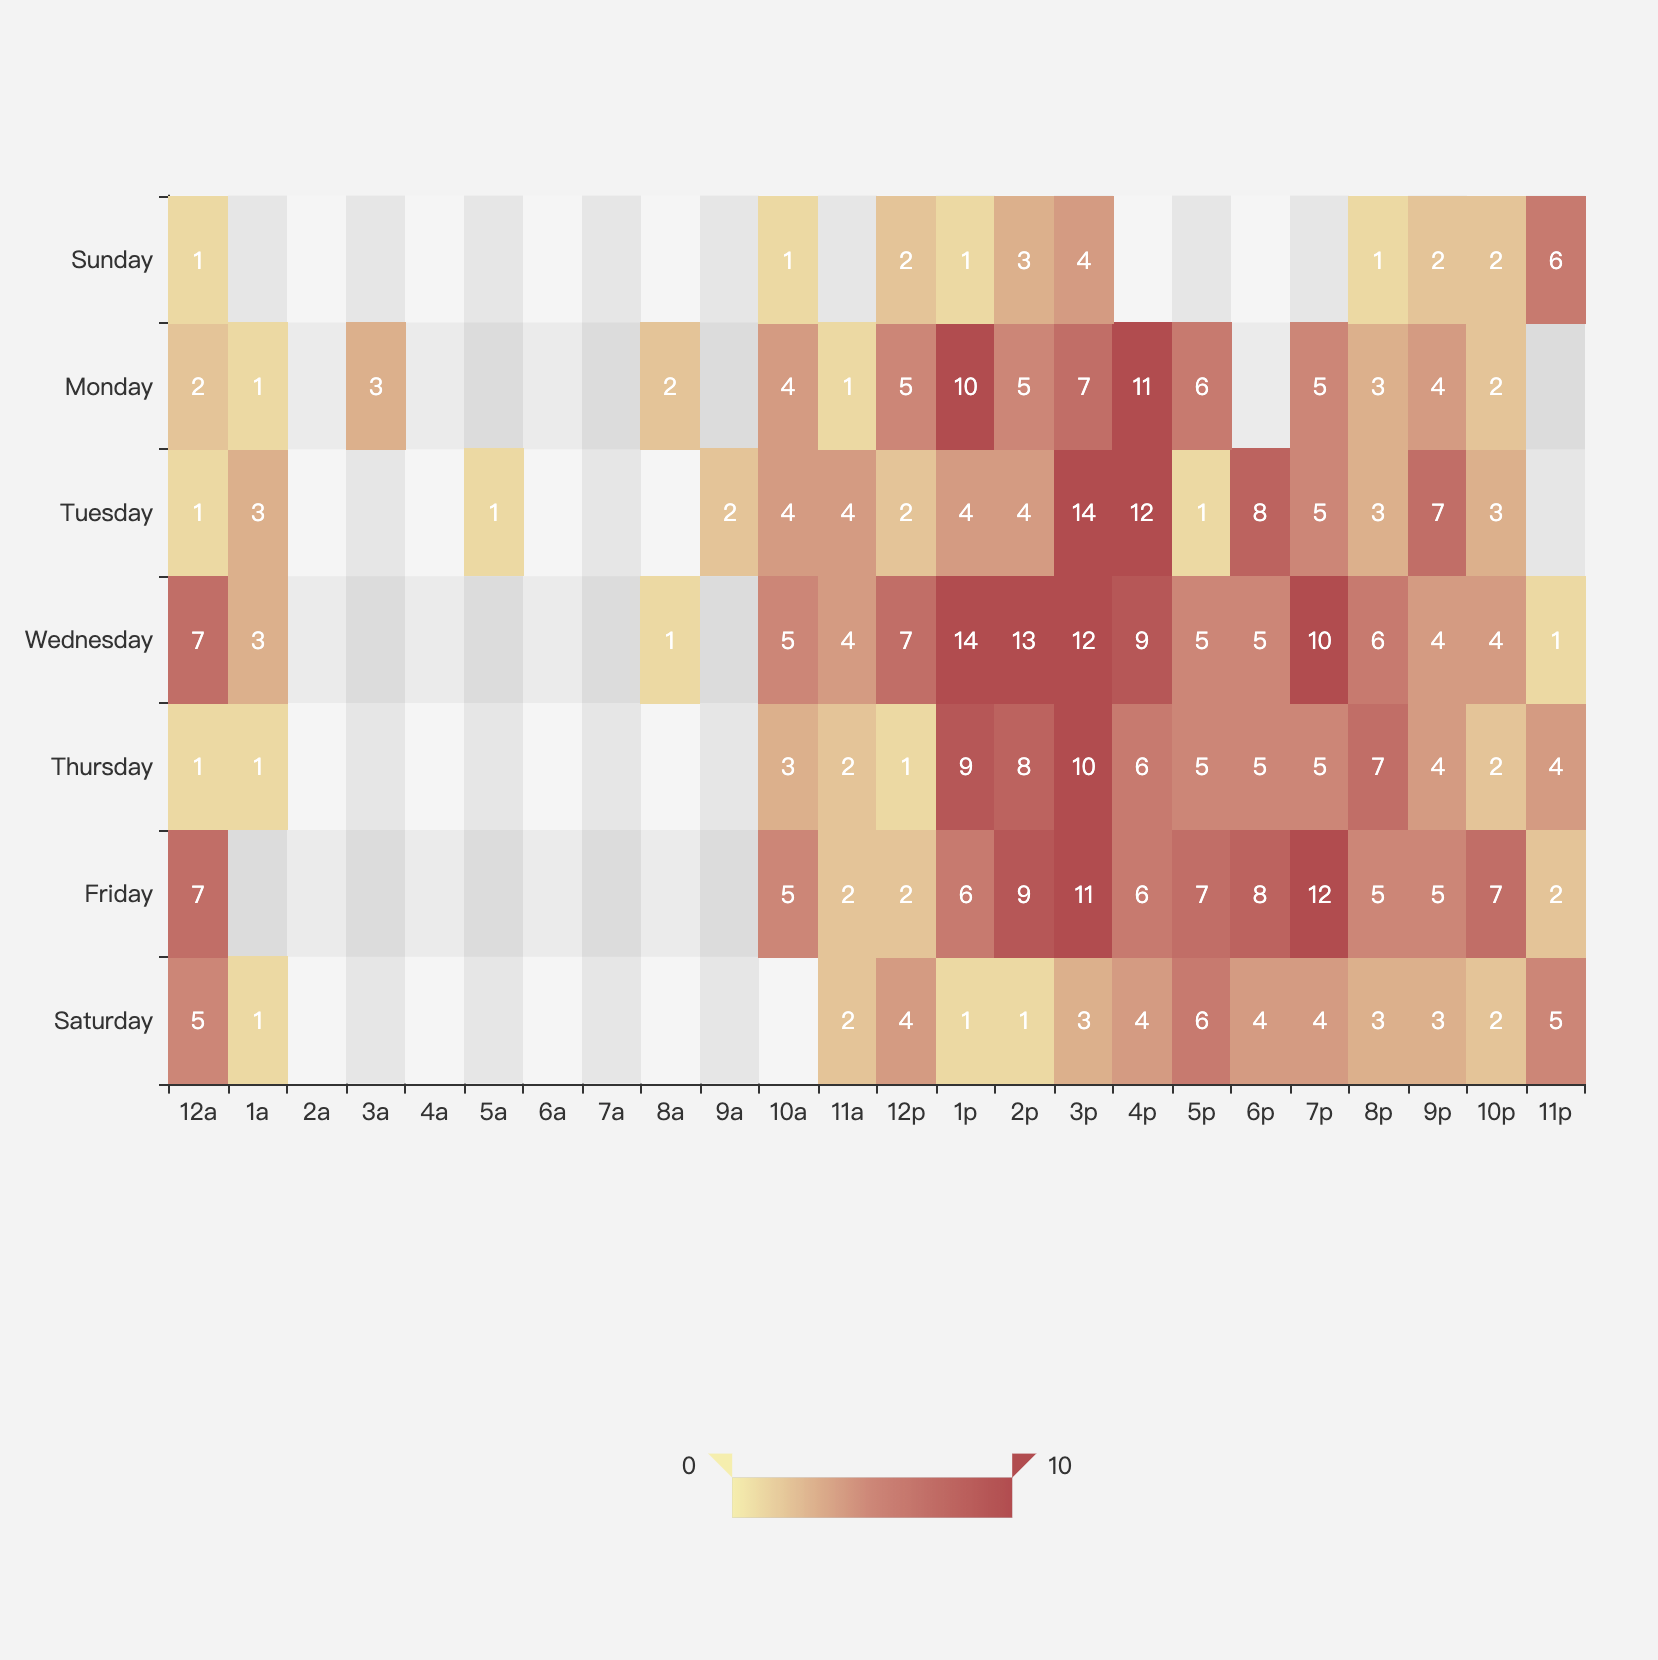 Sunday 1 1 2 1 3 4 1 2 2 6
Monday 2 1 3 2 4 1 5 10 5 7 11 6 5 3 4 2
Tuesday 1 3 1 2 4 4 2 4 4 14 12 1 8 5 3 7 3
Wednesday 7 3 1 5 4 7 14 13 12 9 5 5 10 6 4 4 1
Thursday 1 1 3 2 1 9 8 10 6 5 5 5 7 4 2 4
Friday 7 5 2 2 6 9 11 6 7 8 12 5 5 7 2
Saturday 5 1 2 4 1 1 3 4 6 4 4 3 3 2 5
12a 1a 2a 3a 4a 5a 6a 7a 8a 9a 10a 11a 12p 1p 2p 3p 4p 5p 6p 7p 8p 9p 10p 11p
0 10